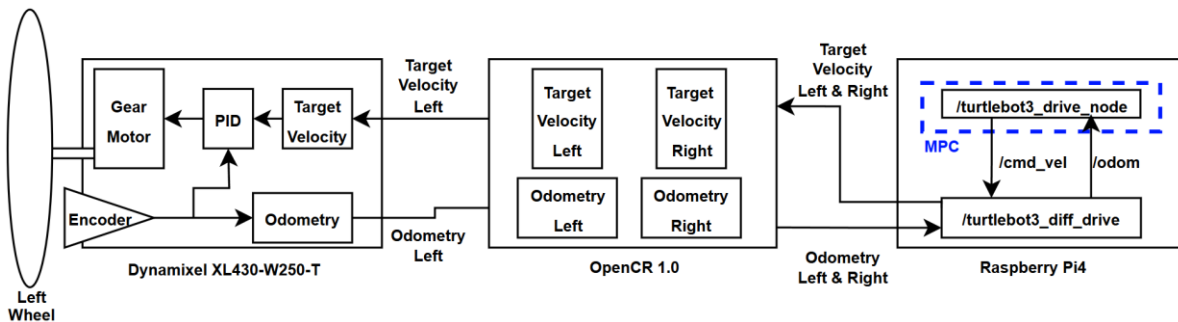 Left
Wheel
Gear
Motor
PID
Target
Velocity
Encoder
Odometry
Dynamixel XL430-W250-T
Target
Velocity
Left
Odometry
Left
Target
Velocity
Left
Target
Velocity
Right
Odometry
Left
Odometry
Right
OpenCR 1.0
Target
Velocity
Left & Right
Odometry
Left & Right
/turtlebot3_drive_node
MPC
/cmd_vel
/odom
/turtlebot3_diff_drive
Raspberry Pi4